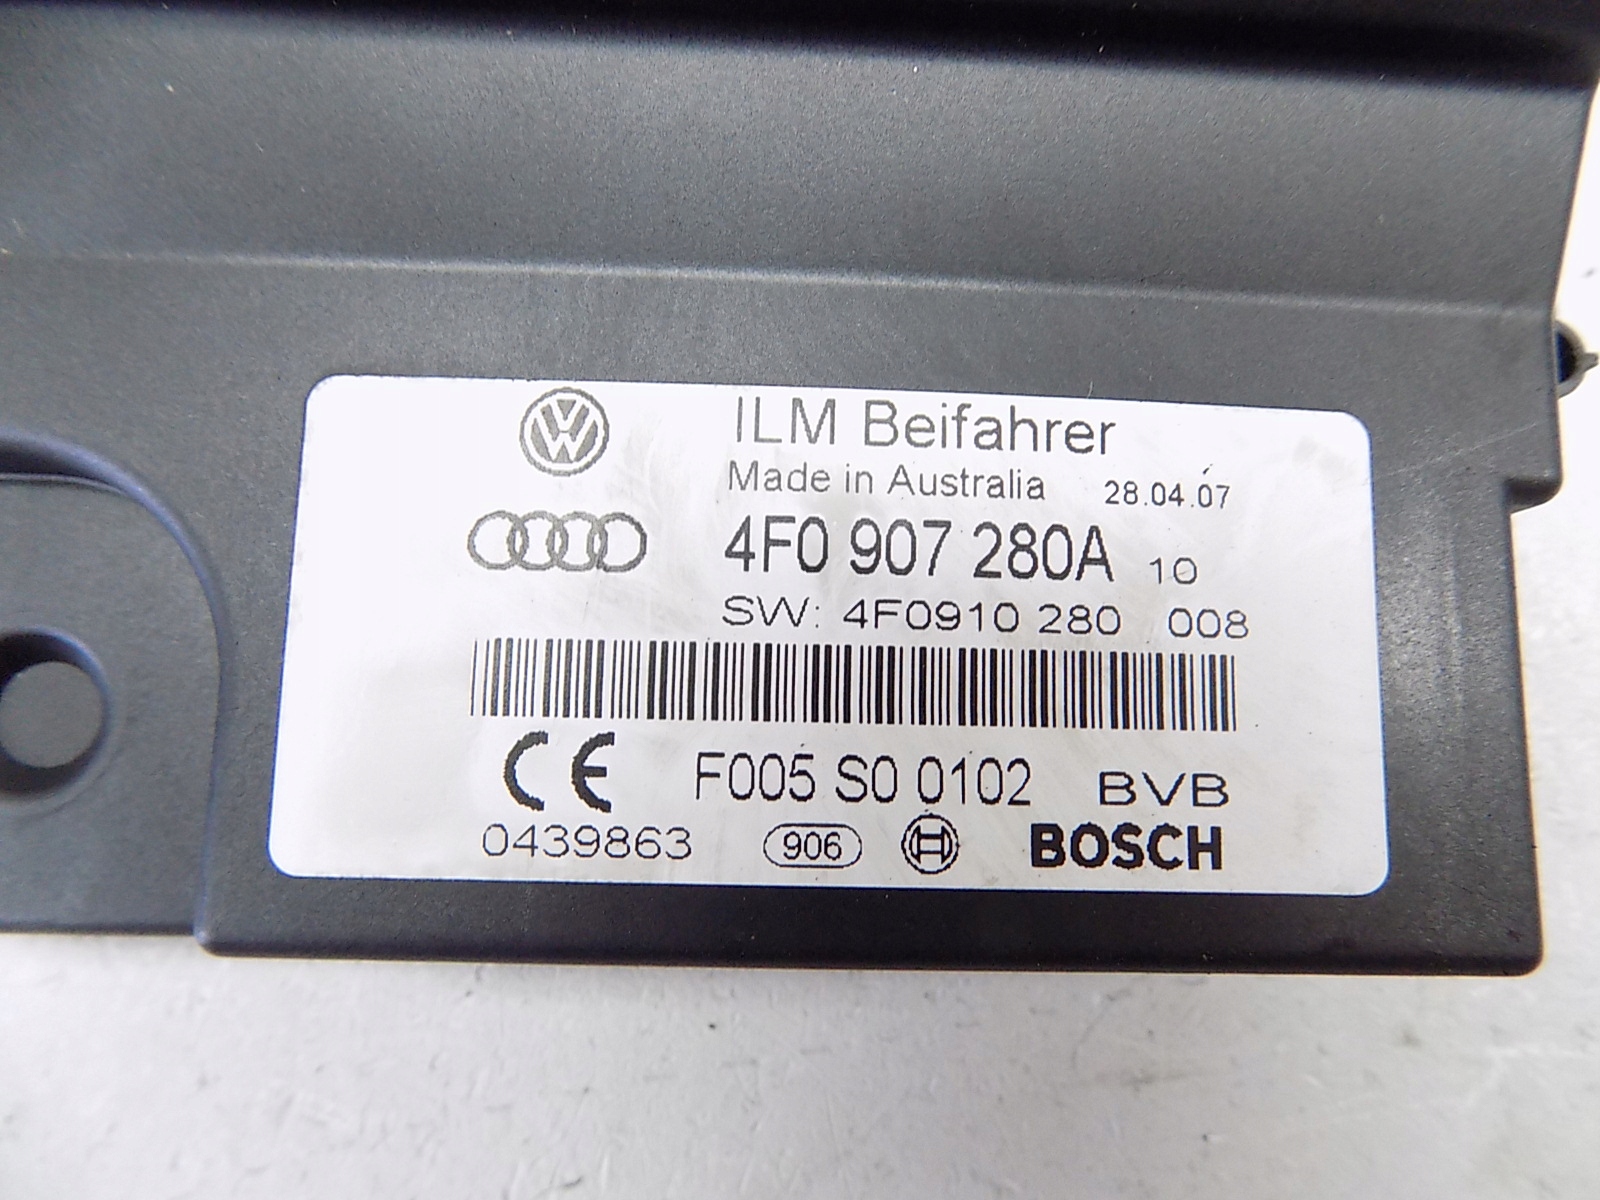 ILM Beifahrer
Made in Australia 28.04.07
4F0 907 280A 10
SW: 4F0910 280 008
CE F005 S0 0102 BVB
0439863 906 BOSCH